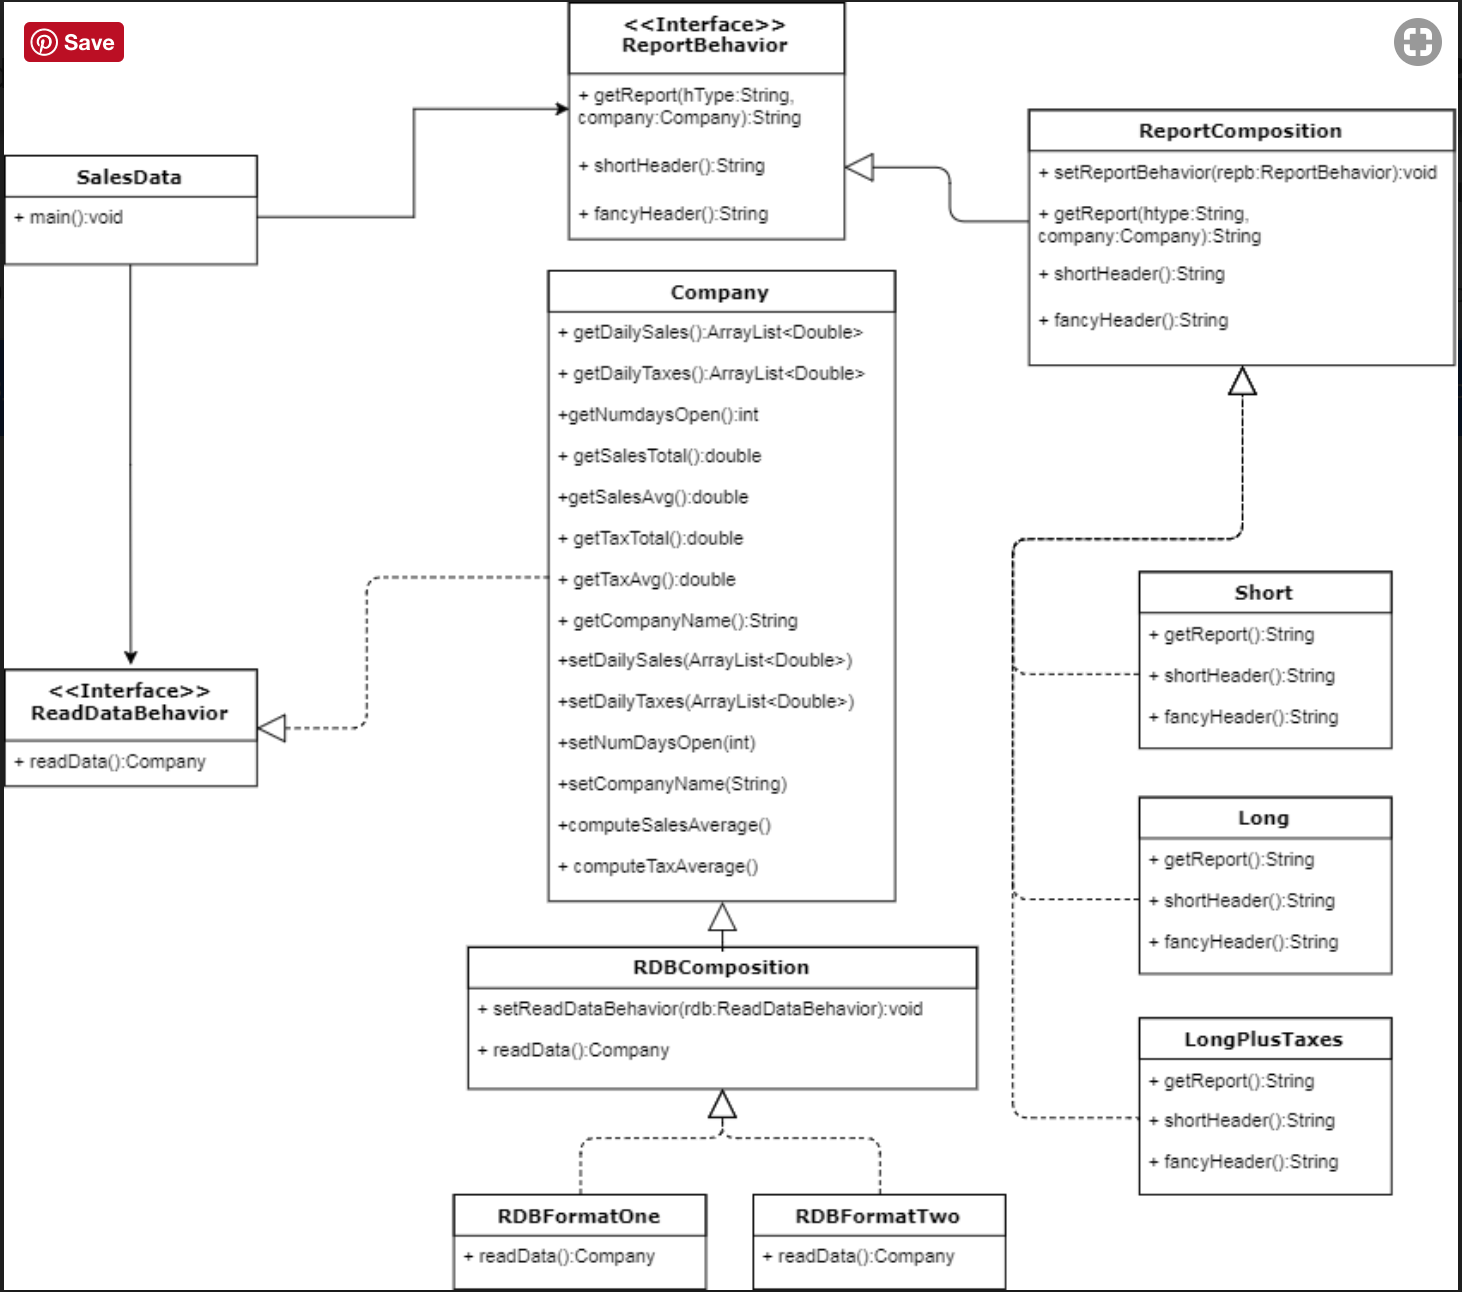 Save
<<Interface>>
ReportBehavior
+ getReport(hType:String,
company:Company):String
+ shortHeader():String
+ fancyHeader():String
ReportComposition
+ setReportBehavior(repb:ReportBehavior):void
+ getReport(htype:String,
company:Company):String
+ shortHeader():String
+ fancyHeader():String
SalesData
+ main():void
Company
+ getDailySales():ArrayList<Double>
+ getDailyTaxes():ArrayList<Double>
+getNumdaysOpen():int
+ getSalesTotal():double
+getSalesAvg():double
+ getTaxTotal():double
+ getTaxAvg():double
+ getCompanyName():String
+setDailySales(ArrayList<Double>)
+setDailyTaxes(ArrayList<Double>)
+setNumDaysOpen(int)
+setCompanyName(String)
+computeSalesAverage()
+ computeTaxAverage()
<<Interface>>
ReadDataBehavior
+ readData():Company
Short
+ getReport():String
+ shortHeader():String
+ fancyHeader():String
Long
+ getReport():String
+ shortHeader():String
+ fancyHeader():String
LongPlusTaxes
+ getReport():String
+ shortHeader():String
+ fancyHeader():String
RDBComposition
+ setReadDataBehavior(rdb:ReadDataBehavior):void
+ readData():Company
RDBFormatOne
+ readData():Company
RDBFormatTwo
+ readData():Company